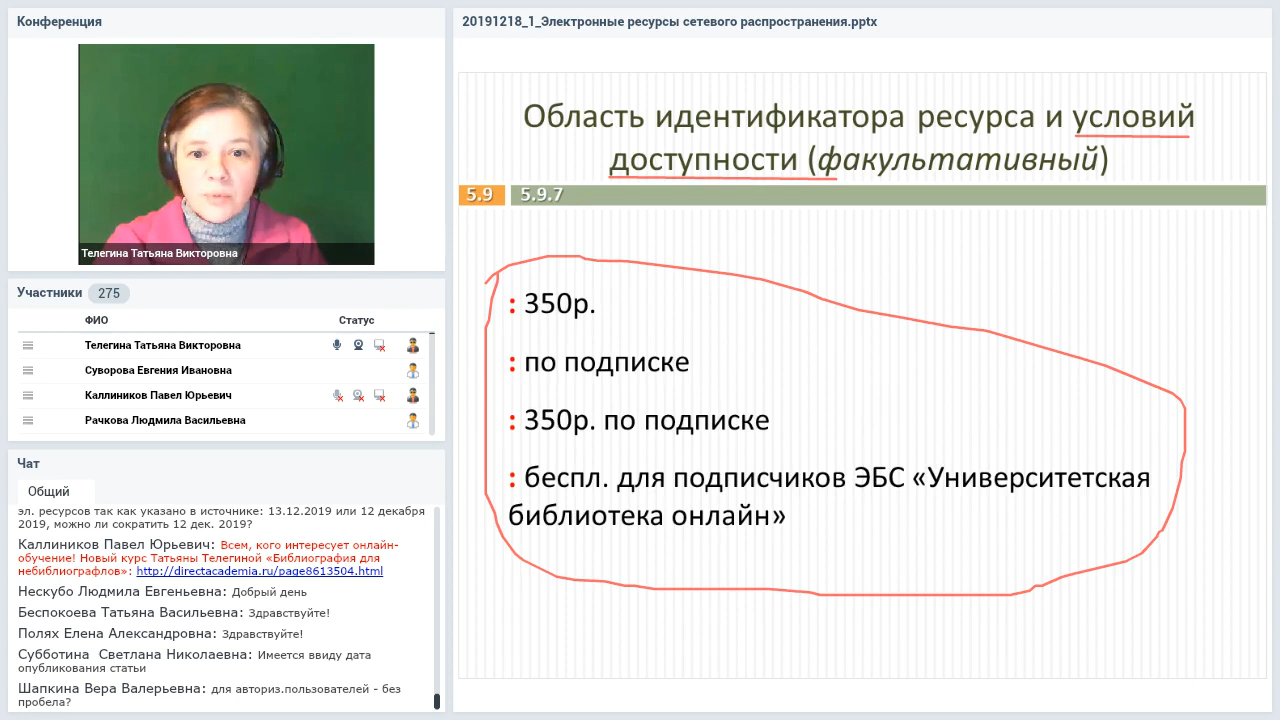 Конференция
Телегина Татьяна Викторовна
Участники 275
ФИО Статус
Телегина Татьяна Викторовна
Суворова Евгения Ивановна
Каллиников Павел Юрьевич
Рачкова Людмила Васильевна
Чат
Общий
эл. ресурсов так как указано в источнике: 13.12.2019 или 12 декабря
2019, можно ли сократить 12 дек. 2019?
Каллиников Павел Юрьевич: Всем, кого интересует онлайн-
обучение! Новый курс Татьяны Телегиной «Библиография для
небиблиографлов»: http://directacademia.ru/page8613504.html
Нескубо Людмила Евгеньевна: Добрый день
Беспокоева Татьяна Васильевна: Здравствуйте!
Полях Елена Александровна: Здравствуйте!
Субботина Светлана Николаевна: Имеется ввиду дата
опубликования статьи
Шапкина Вера Валерьевна: для авториз.пользователей - без
пробела?
20191218_1_Электронные ресурсы сетевого распространения.pptx
Область идентификатора ресурса и условий
доступности (факультативный)
5.9 5.9.7
: 350р.
: по подписке
: 350р. по подписке
: беспл. для подписчиков ЭБС «Университетская
библиотека онлайн»